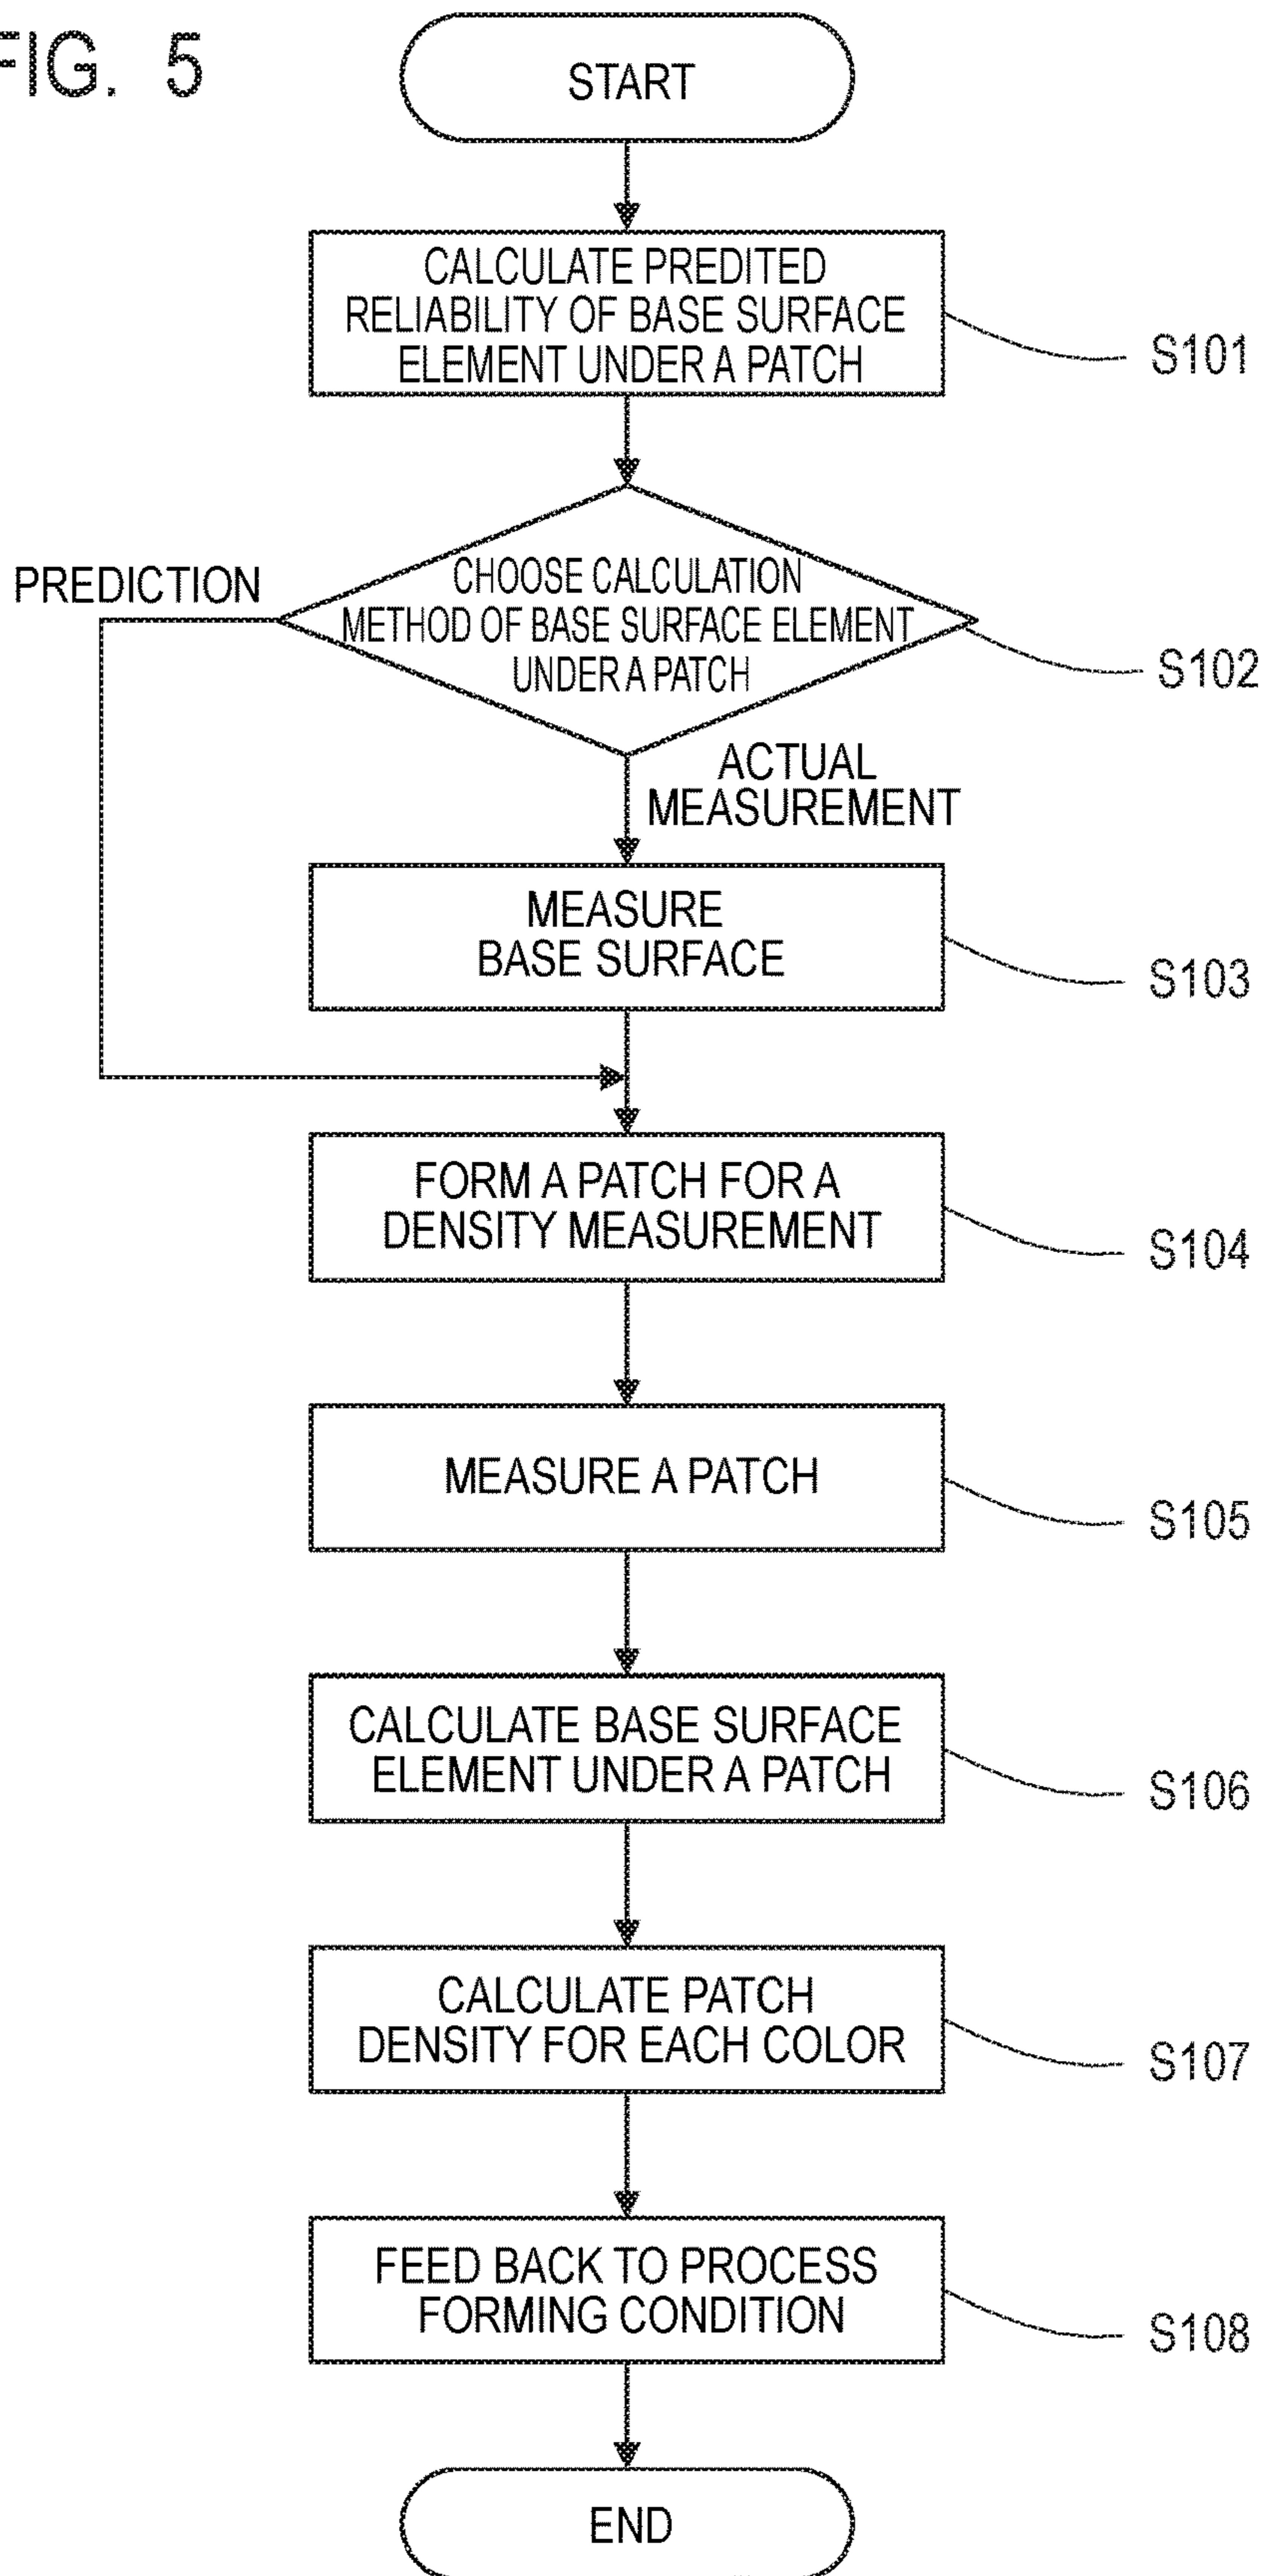 FIG. 5
START
CALCULATE PREDITED
RELIABILITY OF BASE SURFACE
ELEMENT UNDER A PATCH
S101
CHOOSE CALCULATION
METHOD OF BASE SURFACE ELEMENT
UNDER A PATCH
PREDICTION
S102
ACTUAL
MEASUREMENT
MEASURE
BASE SURFACE
S103
FORM A PATCH FOR A
DENSITY MEASUREMENT
S104
MEASURE A PATCH
S105
CALCULATE BASE SURFACE
ELEMENT UNDER A PATCH
S106
CALCULATE PATCH
DENSITY FOR EACH COLOR
S107
FEED BACK TO PROCESS
FORMING CONDITION
S108
END